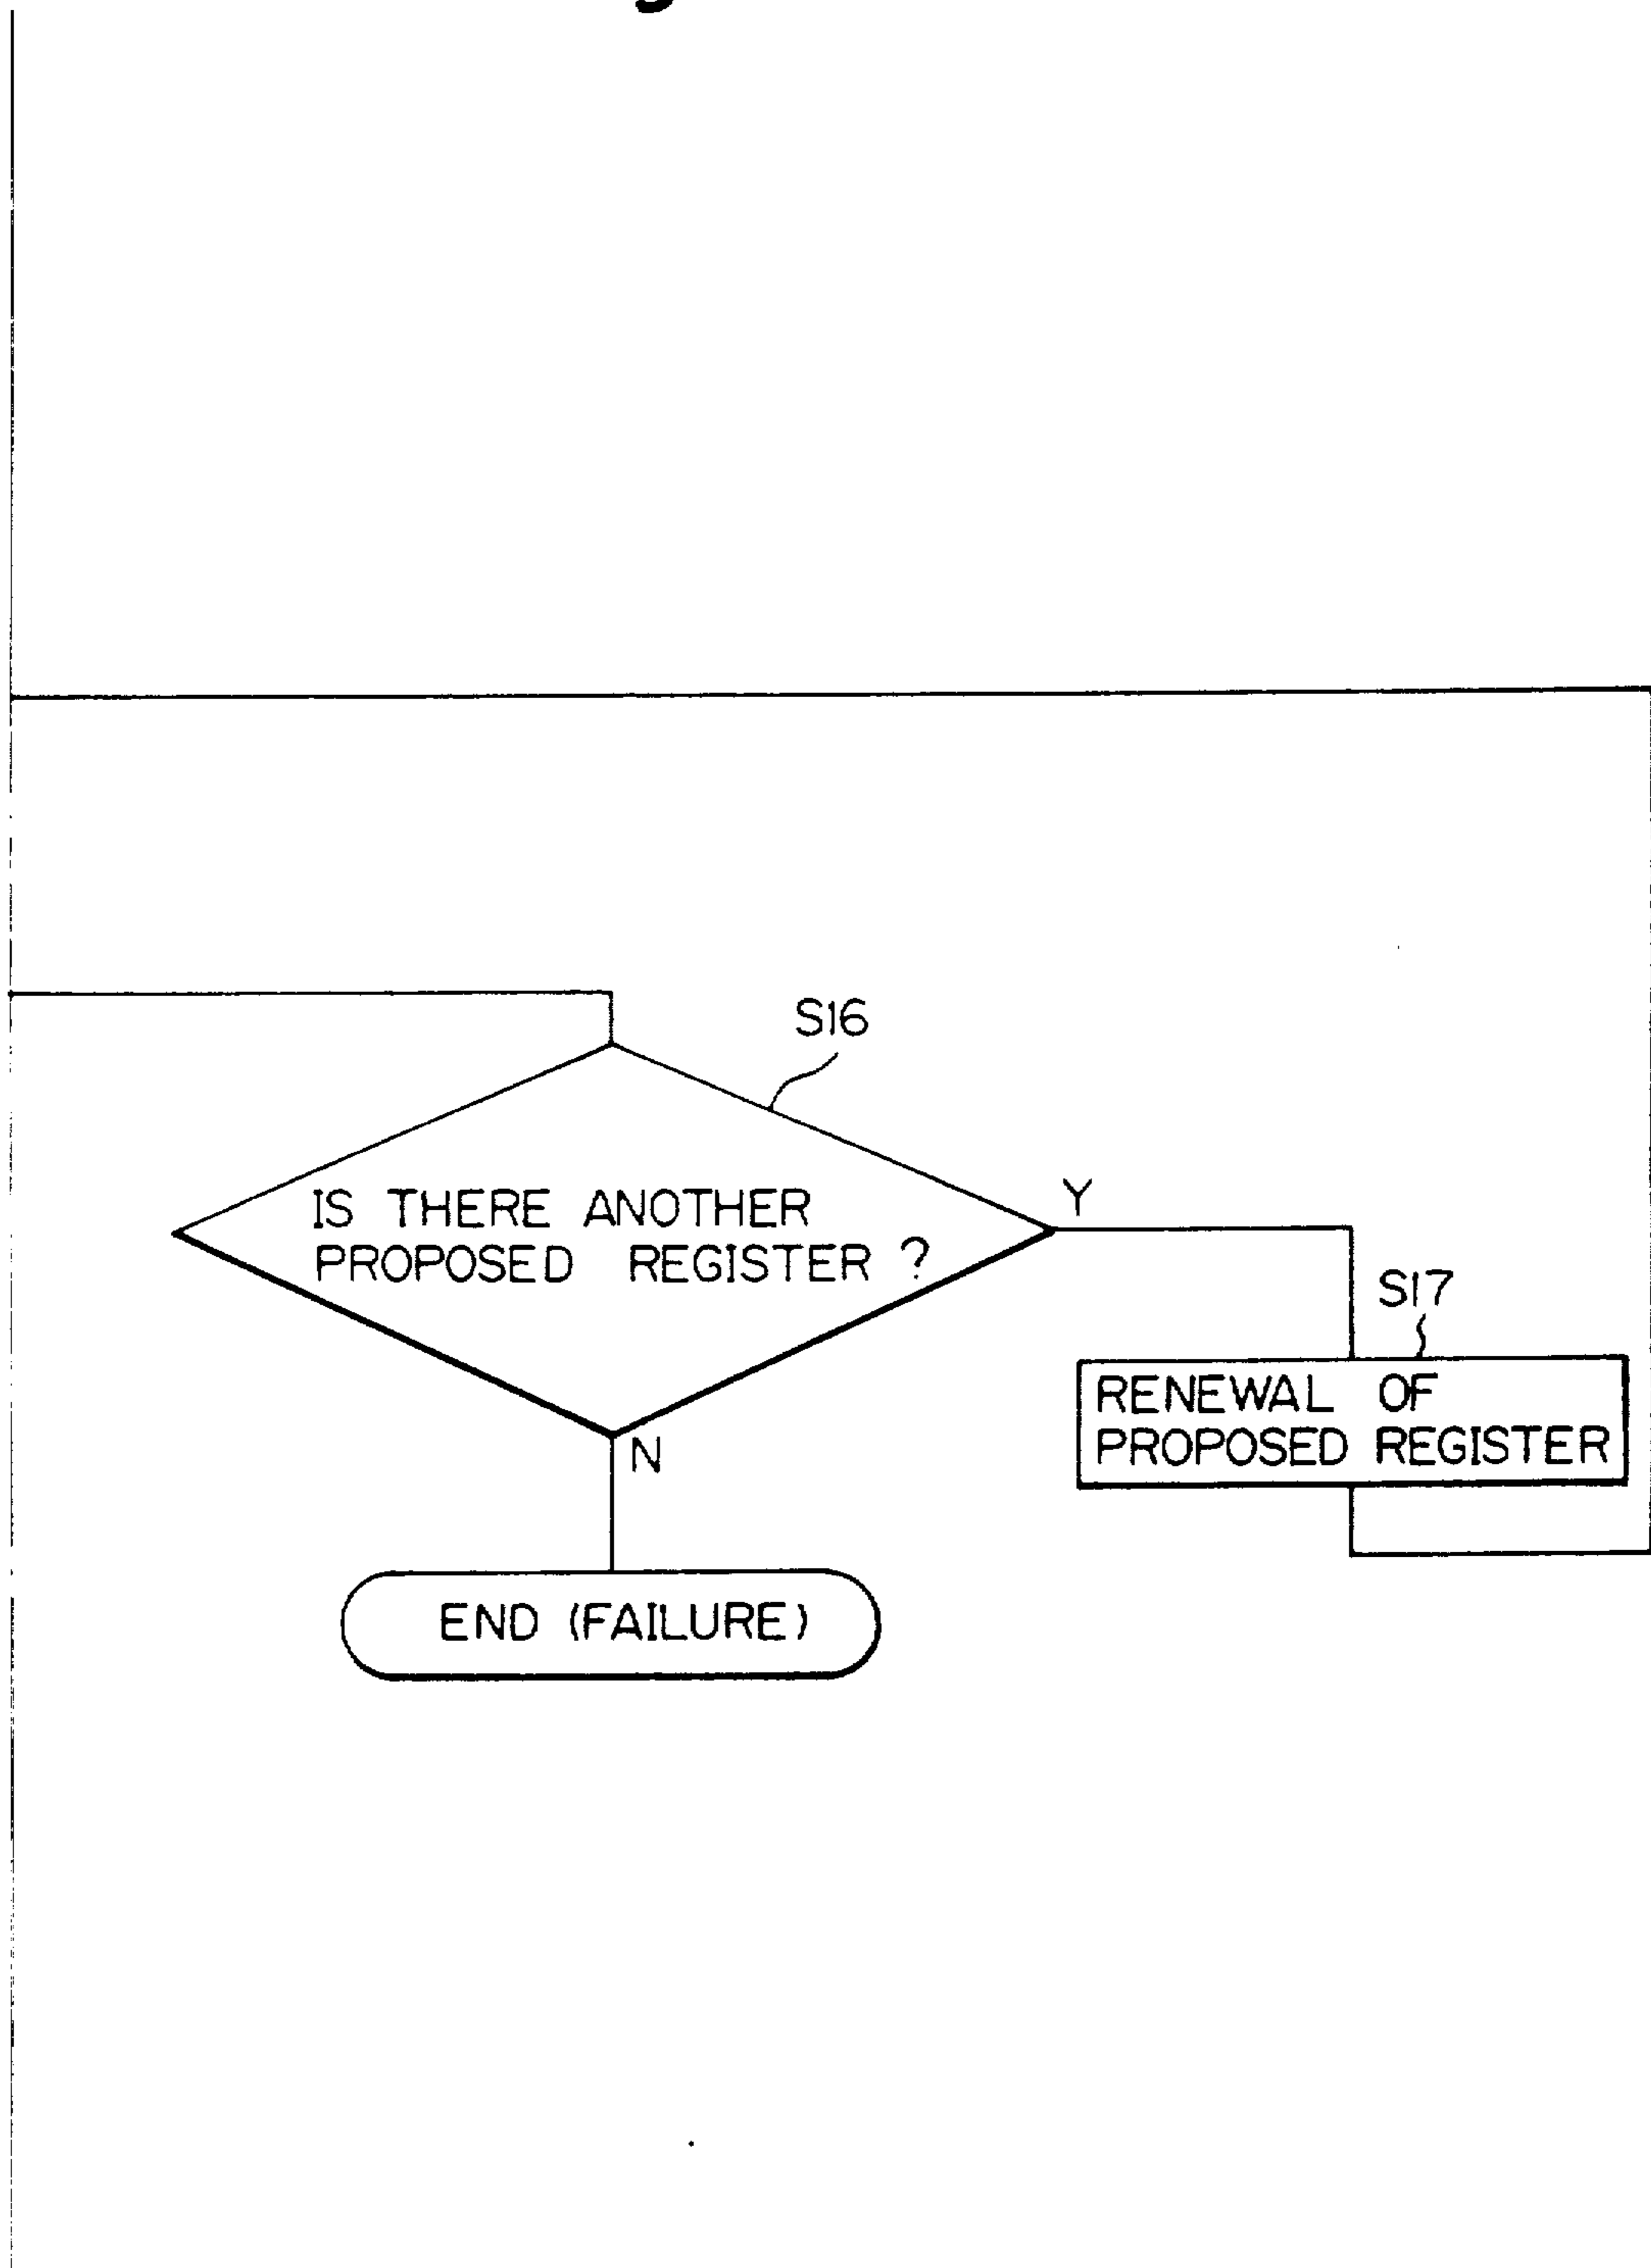 S16
IS THERE ANOTHER
PROPOSED REGISTER ?
Y
S17
RENEWAL OF
PROPOSED REGISTER
N
END (FAILURE)